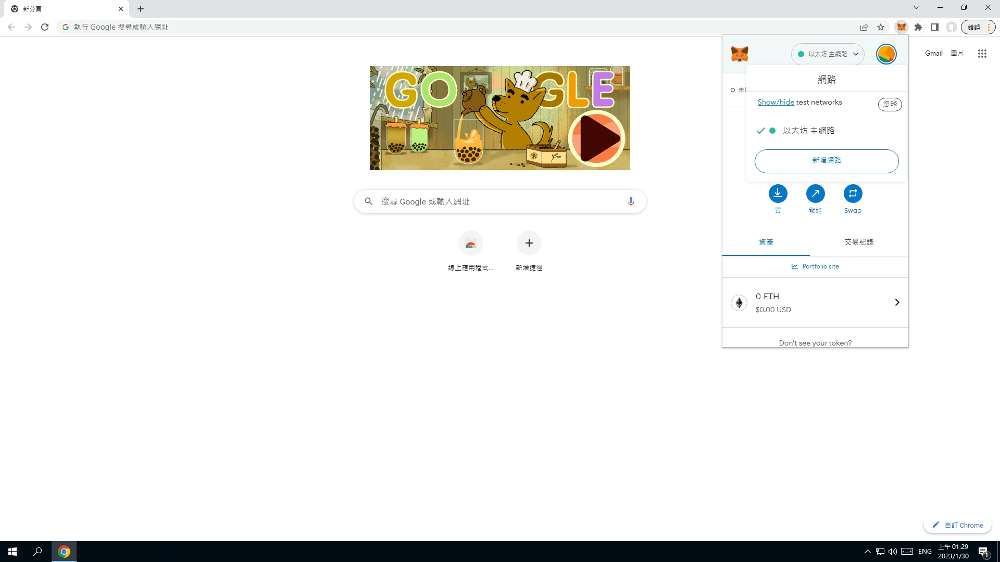 新分頁
執行 Google 搜尋或輸入網址
錯誤
以太坊 主網路
Gmail
圖片
網路
Show/hide test networks
忽略
以太坊 主網路
新增網路
買
發送
Swap
資產
交易紀錄
Portfolio site
0 ETH
$0.00 USD
Don't see your token?
GOOGLE
搜尋 Google 或輸入網址
線上應用程式...
新增捷徑
自訂 Chrome
ENG
上午 01:29
2023/1/30
1